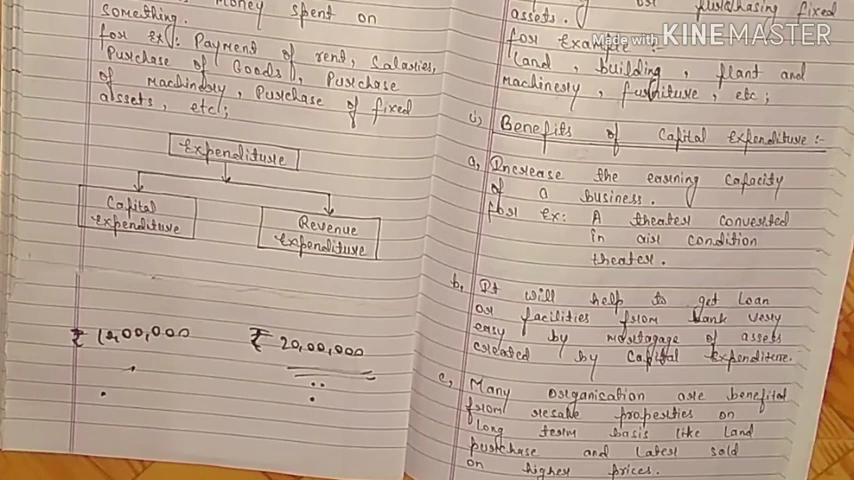 money spent on
something.
for ex: Payment of rent, Salaries,
Purchase of Goods, Purchase
of machinery, Purchase of fixed
assets, etc;
Expenditure
Capital
Expenditure
Revenue
Expenditure
₹ 20,00,000
purchasing fixed
assets.
for Example :-
Land, building, plant and
machinery, furniture, etc;
i) Benefits of Capital Expenditure :-
a, Increase the earning capacity
of a business.
for Ex: A theater converted
in air condition
theater.
b, It will help to get Loan
or facilities from bank very
easy by mortagage of assets
created by Capital Expenditure.
c, Many organisation are benefited
from resale properties on
Long term basis like Land
purchase and later sold
on higher prices.
Made with KINEMASTER